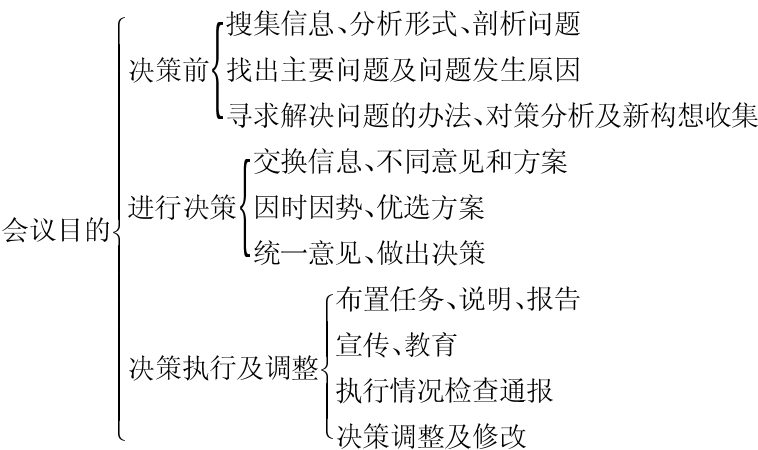 会议目的
决策前
搜集信息、分析形式、剖析问题
找出主要问题及问题发生原因
寻求解决问题的办法、对策分析及新构想收集
进行决策
交换信息、不同意见和方案
因时因势、优选方案
统一意见、做出决策
决策执行及调整
布置任务、说明、报告
宣传、教育
执行情况检查通报
决策调整及修改